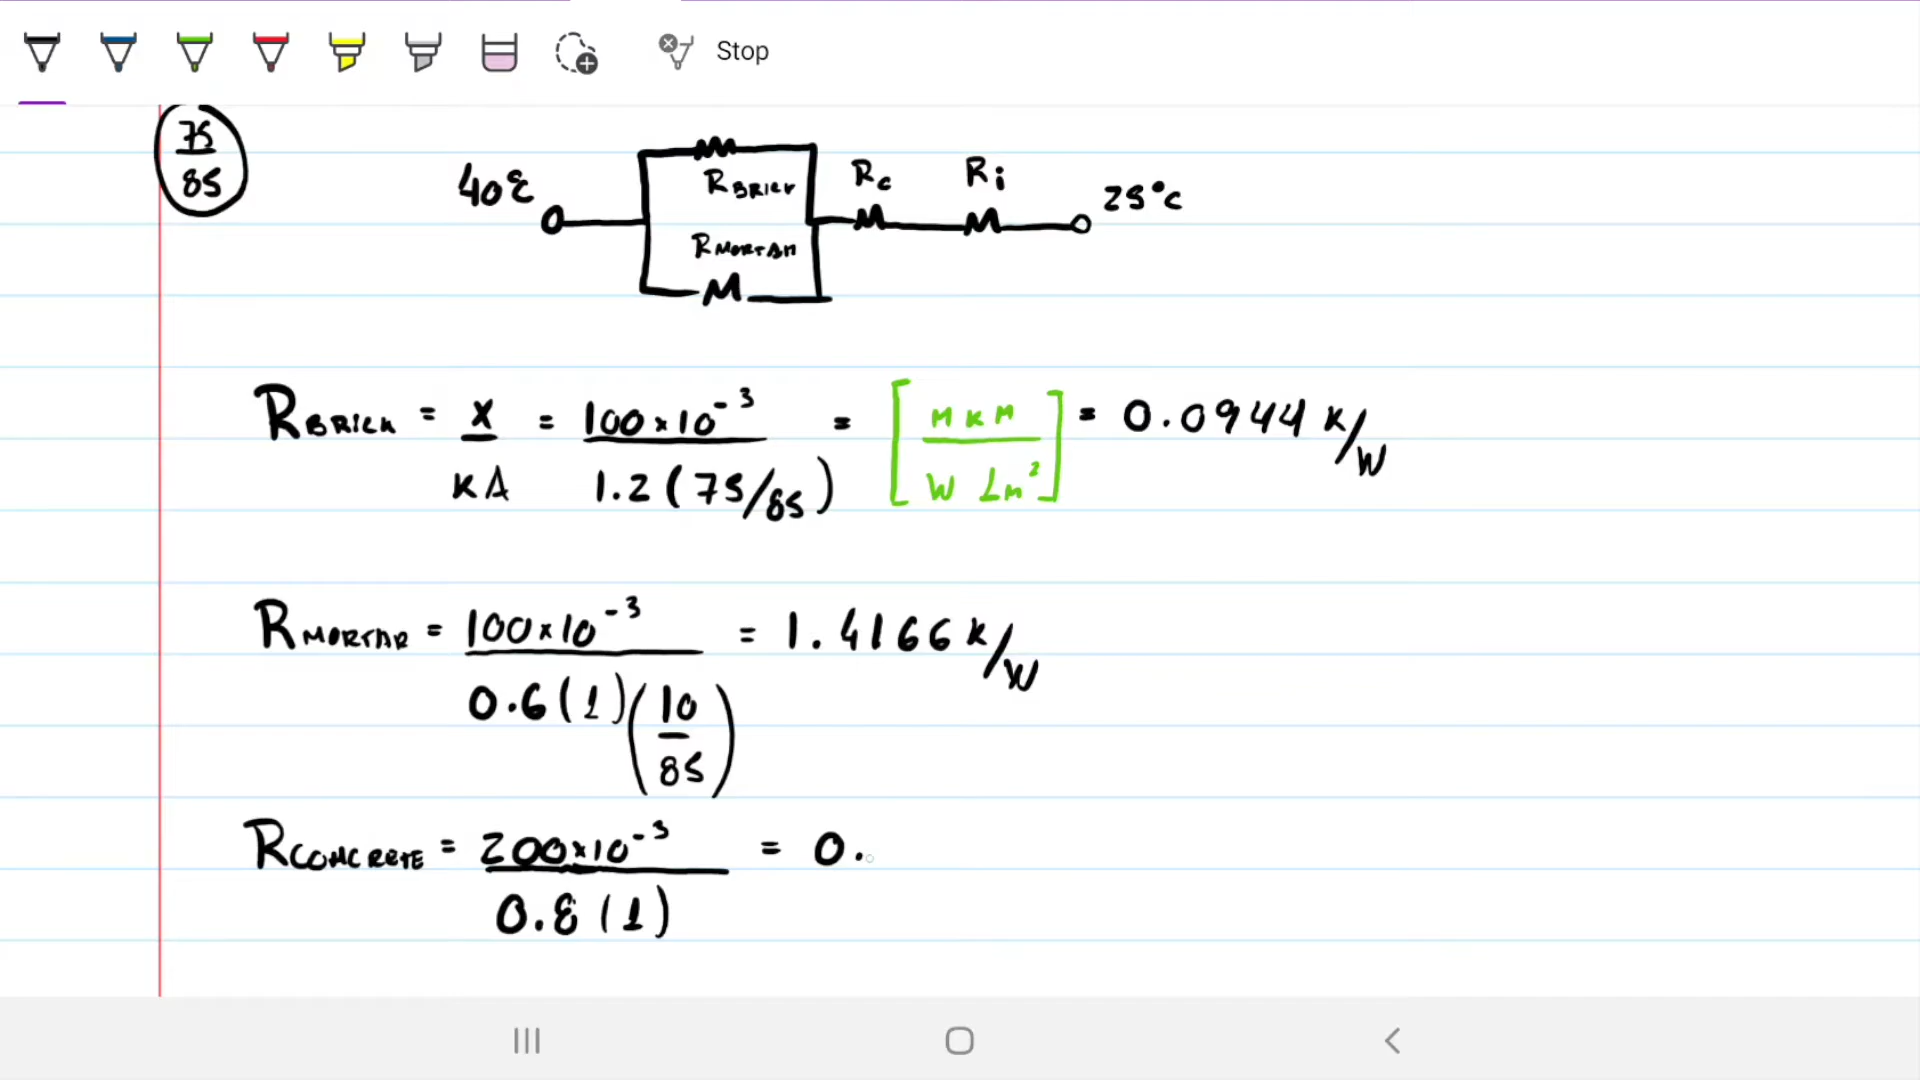 Stop
75/85
40°C
R_BRICK
R_C
R_i
25°C
R_MORTAR
R_BRICK = x/KA = 100×10^-3 / 1.2(75/85) = [M K M / W 1m^2] = 0.0944 K/W
R_MORTAR = 100×10^-3 / 0.6(1)(10/85) = 1.4166 K/W
R_CONCRETE = 200×10^-3 / 0.8(1) = 0.